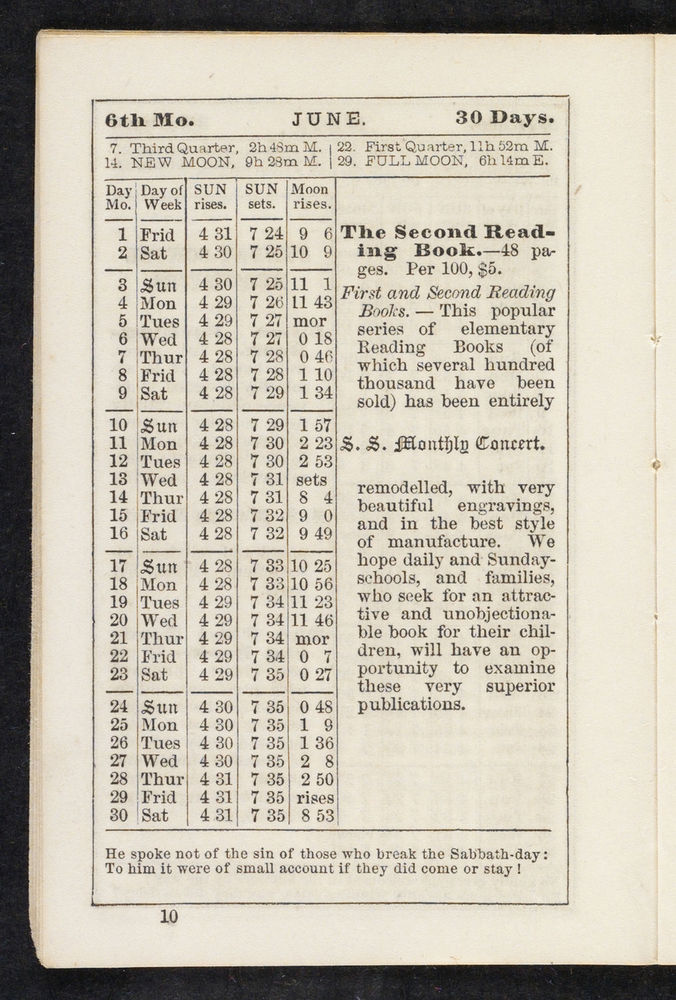 6th Mo. JUNE. 30 Days.
7. Third Quarter, 2h 48m M. 22. First Quarter, 11h 52m M.
14. NEW MOON, 9h 28m M. 29. FULL MOON, 6h 14m E.
Day Mo. Day of Week SUN rises. SUN sets. Moon rises.
1 Frid 4 31 7 24 9 6
2 Sat 4 30 7 25 10 9
3 Sun 4 30 7 25 11 1
4 Mon 4 29 7 26 11 43
5 Tues 4 29 7 27 mor
6 Wed 4 28 7 27 0 18
7 Thur 4 28 7 28 0 46
8 Frid 4 28 7 28 1 10
9 Sat 4 28 7 29 1 34
10 Sun 4 28 7 29 1 57
11 Mon 4 28 7 30 2 23
12 Tues 4 28 7 30 2 53
13 Wed 4 28 7 31 sets
14 Thur 4 28 7 31 8 4
15 Frid 4 28 7 32 9 0
16 Sat 4 28 7 32 9 49
17 Sun 4 28 7 33 10 25
18 Mon 4 28 7 33 10 56
19 Tues 4 29 7 34 11 23
20 Wed 4 29 7 34 11 46
21 Thur 4 29 7 34 mor
22 Frid 4 29 7 34 0 7
23 Sat 4 29 7 35 0 27
24 Sun 4 30 7 35 0 48
25 Mon 4 30 7 35 1 9
26 Tues 4 30 7 35 1 36
27 Wed 4 30 7 35 2 8
28 Thur 4 31 7 35 2 50
29 Frid 4 31 7 35 rises
30 Sat 4 31 7 35 8 53
The Second Read-
ing Book.—48 pa-
ges. Per 100, $5.
First and Second Reading
Books. — This popular
series of elementary
Reading Books (of
which several hundred
thousand have been
sold) has been entirely
S. S. Monthly Concert.
remodelled, with very
beautiful engravings,
and in the best style
of manufacture. We
hope daily and Sunday-
schools, and families,
who seek for an attrac-
tive and unobjectiona-
ble book for their chil-
dren, will have an op-
portunity to examine
these very superior
publications.
He spoke not of the sin of those who break the Sabbath-day:
To him it were of small account if they did come or stay!
10